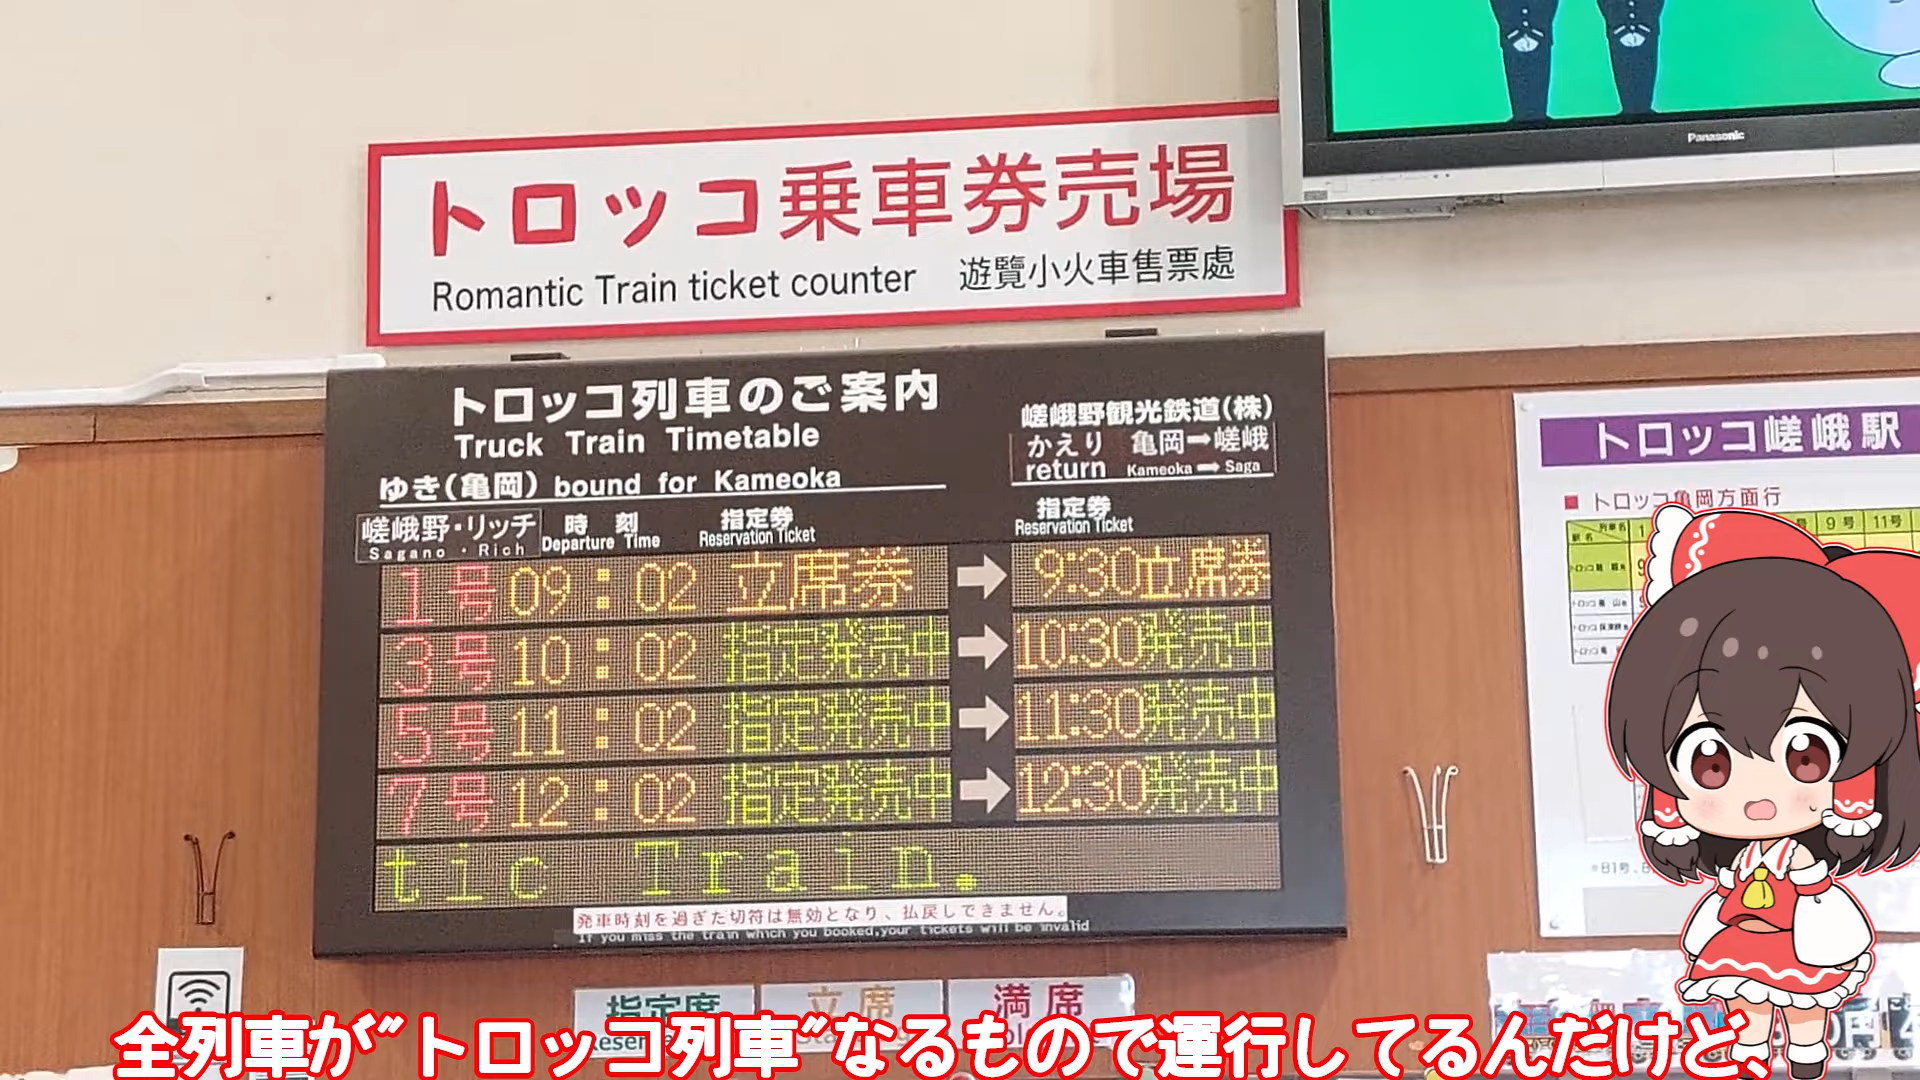 Panasonic
トロッコ乗車券売場
Romantic Train ticket counter 遊覽小火車售票處
トロッコ列車のご案内
Truck Train Timetable
嵯峨野観光鉄道(株)
かえり 亀岡➡嵯峨
return Kameoka ➡ Saga
ゆき(亀岡) bound for Kameoka
嵯峨野・リッチ 時刻 指定券 指定券
Sagano・Rich Departure Time Reservation Ticket Reservation Ticket
1号 09:02 立席券 ➡ 9:30立席券
3号 10:02 指定発売中 ➡ 10:30発売中
5号 11:02 指定発売中 ➡ 11:30発売中
7号 12:02 指定発売中 ➡ 12:30発売中
tic Train.
発車時刻を過ぎた切符は無効となり、払戻しできません。
If you miss the train which you booked,your tickets will be invalid
トロッコ嵯峨駅
■ トロッコ亀岡方面行
列車名
駅名
9号 11号
指定席 立席 満席
全列車が"トロッコ列車"なるもので運行してるんだけど、